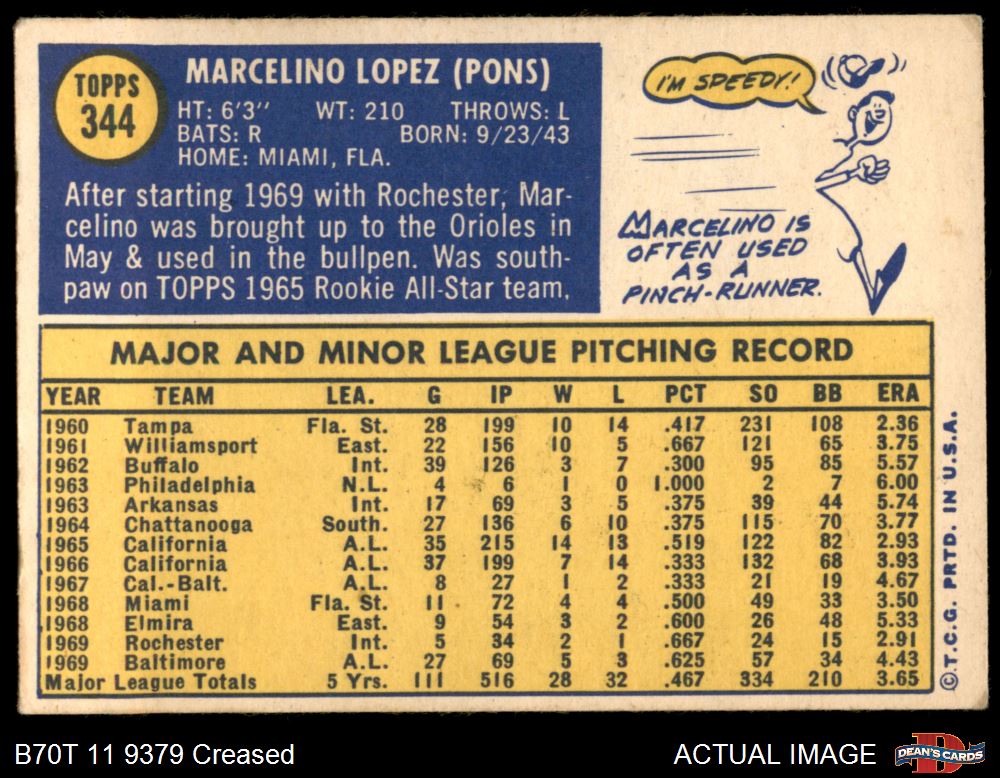 TOPPS
344
MARCELINO LOPEZ (PONS)
HT: 6'3" WT: 210 THROWS: L
BATS: R BORN: 9/23/43
HOME: MIAMI, FLA.
After starting 1969 with Rochester, Mar-
celino was brought up to the Orioles in
May & used in the bullpen. Was south-
paw on TOPPS 1965 Rookie All-Star team.
I'M SPEEDY!
MARCELINO IS
OFTEN USED
AS A
PINCH-RUNNER.
MAJOR AND MINOR LEAGUE PITCHING RECORD
YEAR TEAM LEA. G IP W L PCT SO BB ERA
1960 Tampa Fla. St. 28 199 10 14 .417 231 108 2.36
1961 Williamsport East. 22 156 10 5 .667 121 65 3.75
1962 Buffalo Int. 39 126 3 7 .300 95 85 5.57
1963 Philadelphia N.L. 4 6 1 0 1.000 2 7 6.00
1963 Arkansas Int. 17 69 3 5 .375 39 44 5.74
1964 Chattanooga South. 27 136 6 10 .375 115 70 3.77
1965 California A.L. 35 215 14 13 .519 122 82 2.93
1966 California A.L. 37 199 7 14 .333 132 68 3.93
1967 Cal.-Balt. A.L. 8 27 1 2 .333 21 19 4.67
1968 Miami Fla. St. 11 72 4 4 .500 49 33 3.50
1968 Elmira East. 9 54 3 2 .600 26 48 5.33
1969 Rochester Int. 5 34 2 1 .667 24 15 2.91
1969 Baltimore A.L. 27 69 5 3 .625 57 34 4.43
Major League Totals 5 Yrs. 111 516 28 32 .467 334 210 3.65
©T.C.G. PRTD. IN U.S.A.
B70T 11 9379 Creased
ACTUAL IMAGE
DEAN'S CARDS